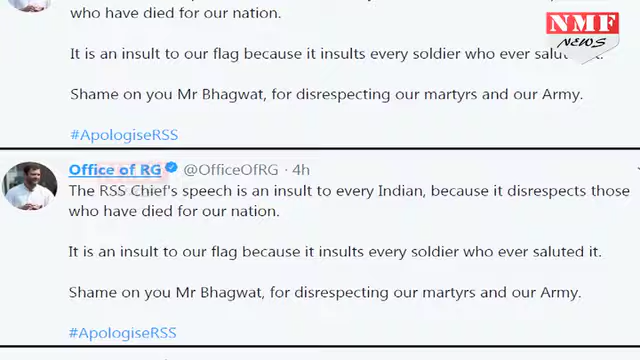 NMF
NEWS
who have died for our nation.
It is an insult to our flag because it insults every soldier who ever saluted it.
Shame on you Mr Bhagwat, for disrespecting our martyrs and our Army.
#ApologiseRSS
Office of RG @OfficeOfRG · 4h
The RSS Chief's speech is an insult to every Indian, because it disrespects those
who have died for our nation.
It is an insult to our flag because it insults every soldier who ever saluted it.
Shame on you Mr Bhagwat, for disrespecting our martyrs and our Army.
#ApologiseRSS